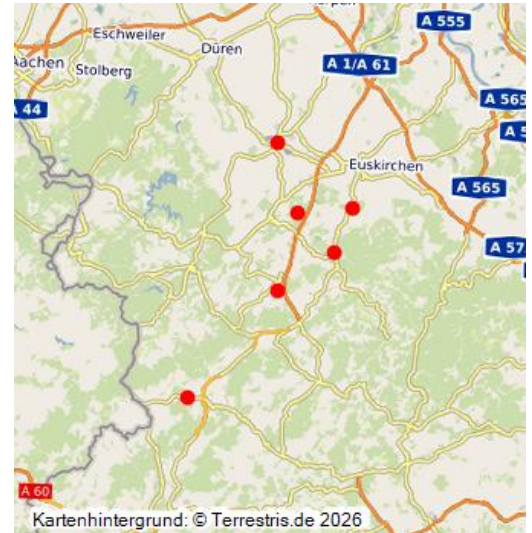 Eschweiler
Düren
A 555
Aachen
Stolberg
A 1/A 61
A 565
A 44
Euskirchen
A 565
A 57
A 60
Kartenhintergrund: © Terrestris.de 2026